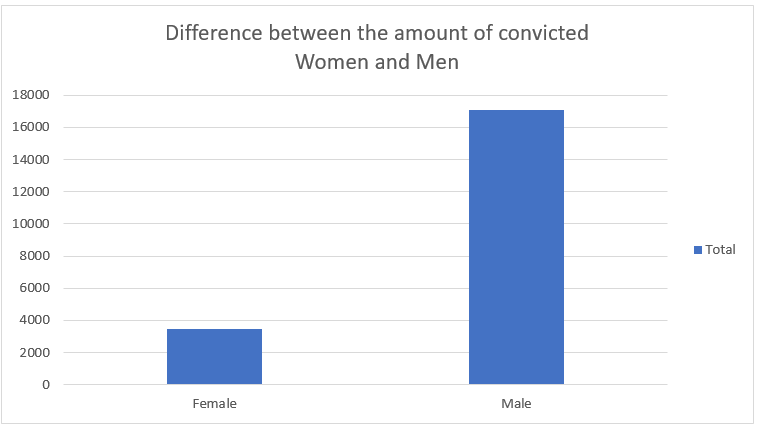 Difference between the amount of convicted
Women and Men
18000
16000
14000
12000
10000
8000
6000
4000
2000
0
Female Male
Total